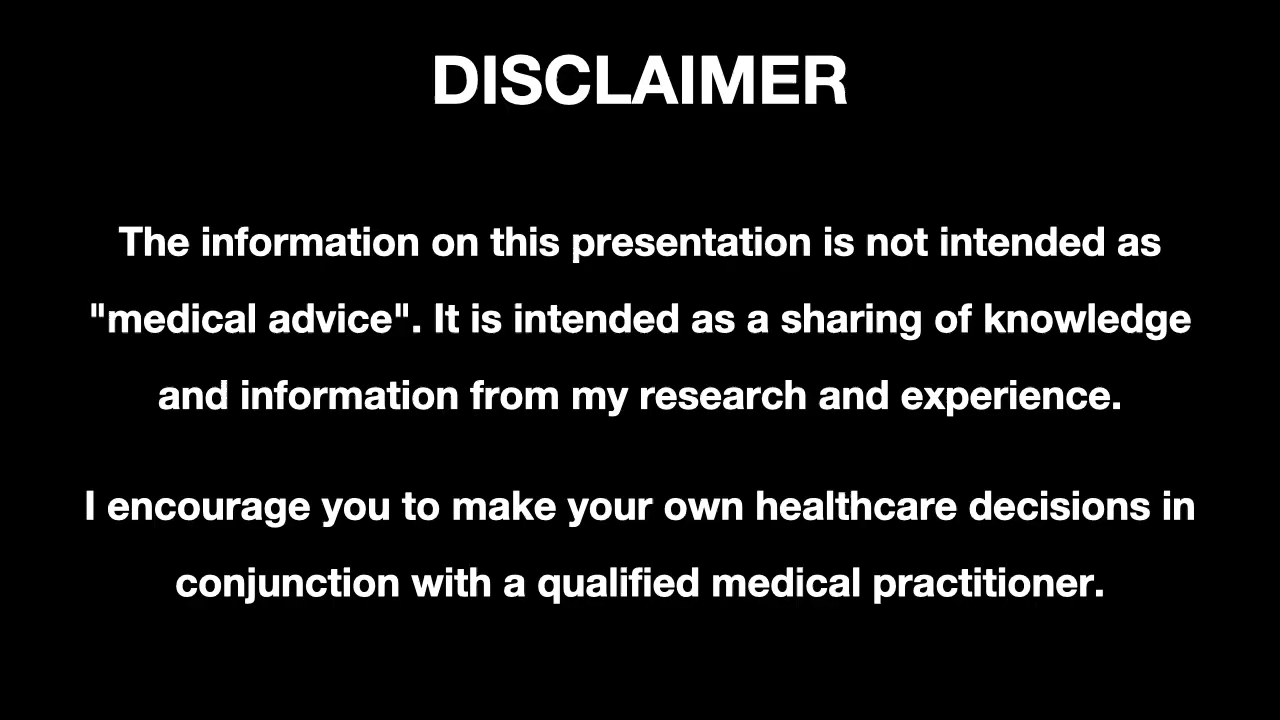 DISCLAIMER
The information on this presentation is not intended as
"medical advice". It is intended as a sharing of knowledge
and information from my research and experience.
I encourage you to make your own healthcare decisions in
conjunction with a qualified medical practitioner.